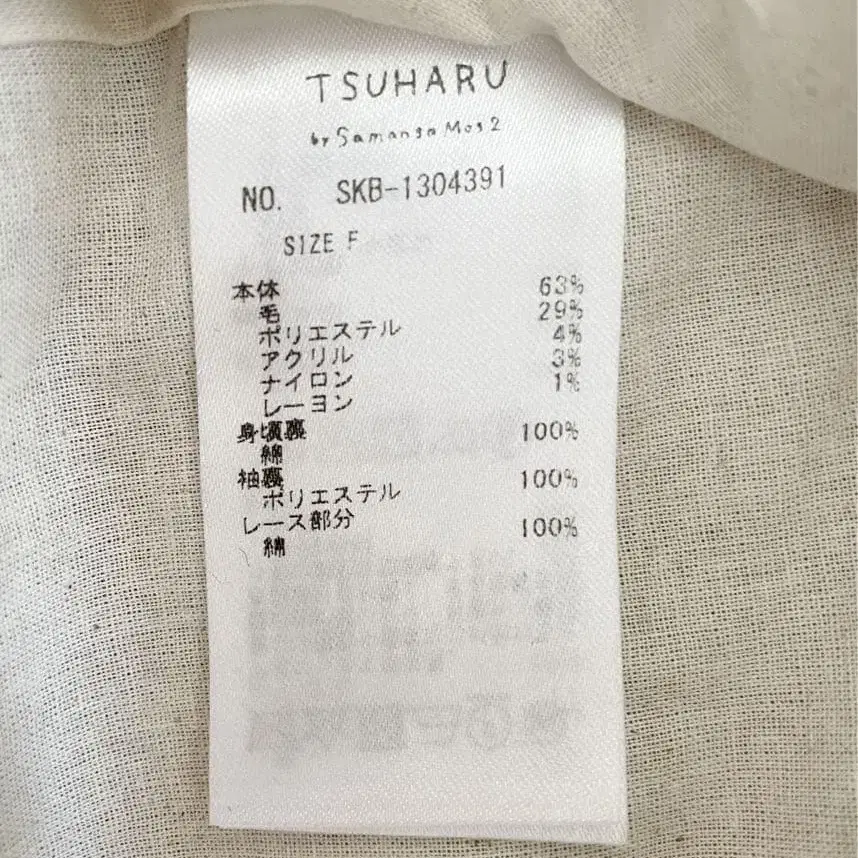 TSUHARU
by Samansa Mos2
NO. SKB-1304391
SIZE F
本体
毛 63%
ポリエステル 29%
アクリル 4%
ナイロン 3%
レーヨン 1%
身頃裏
綿 100%
袖裏
ポリエステル 100%
レース部分
綿 100%